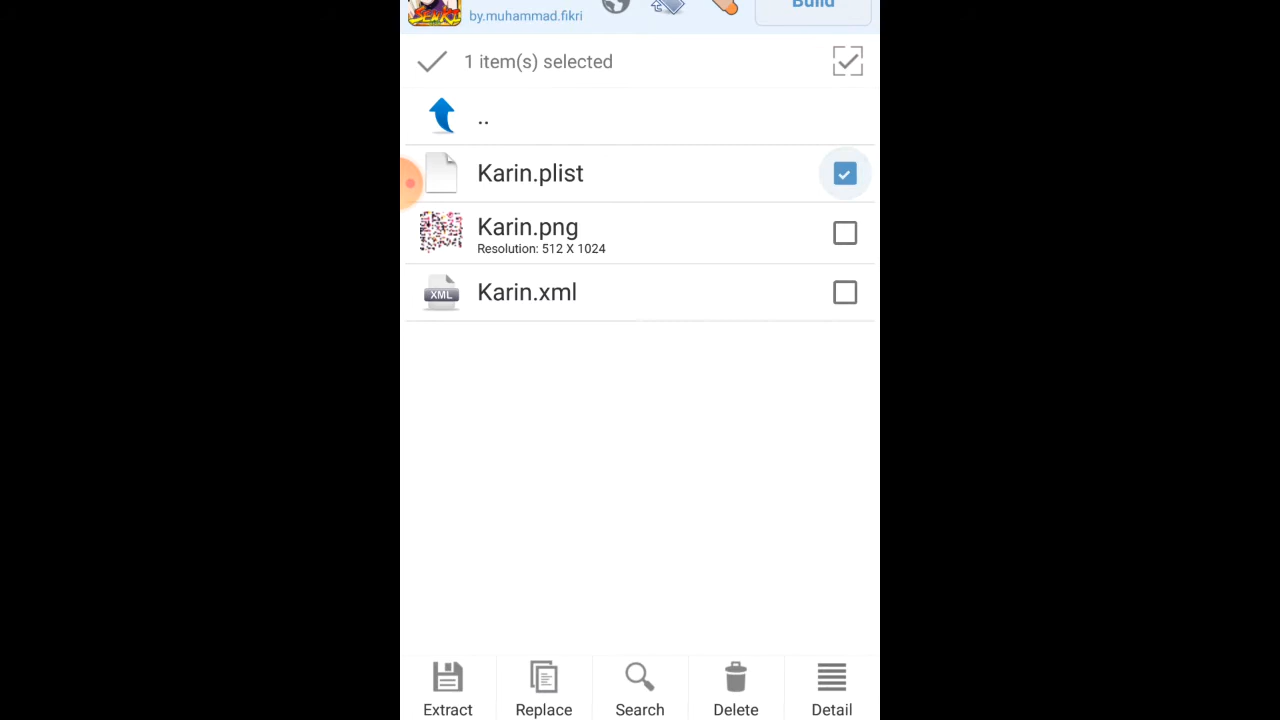 SENKI
by.muhammad.fikri
Build
1 item(s) selected
..
Karin.plist
Karin.png
Resolution: 512 X 1024
XML
Karin.xml
Extract
Replace
Search
Delete
Detail